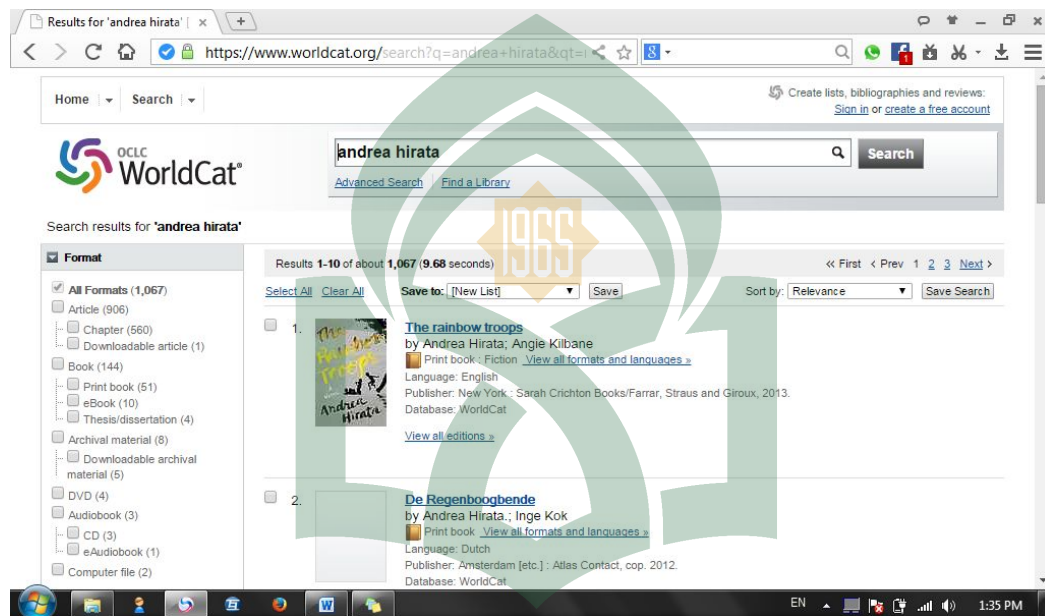 Results for 'andrea hirata' [
https://www.worldcat.org/search?q=andrea+hirata&qt=
8
1
Home Search
Create lists, bibliographies and reviews:
Sign in or create a free account
OCLC
WorldCat®
andrea hirata
Search
Advanced Search Find a Library
Search results for 'andrea hirata'
1965
Format
All Formats (1,067)
Article (906)
Chapter (560)
Downloadable article (1)
Book (144)
Print book (51)
eBook (10)
Thesis/dissertation (4)
Archival material (8)
Downloadable archival
material (5)
DVD (4)
Audiobook (3)
CD (3)
eAudiobook (1)
Computer file (2)
Results 1-10 of about 1,067 (9.68 seconds)
« First < Prev 1 2 3 Next >
Select All Clear All Save to: [New List] Save
Sort by: Relevance Save Search
1.
The Rainbow Troops
Andrea Hirata
The rainbow troops
by Andrea Hirata; Angie Kilbane
Print book : Fiction View all formats and languages »
Language: English
Publisher: New York : Sarah Crichton Books/Farrar, Straus and Giroux, 2013.
Database: WorldCat
View all editions »
2.
De Regenboogbende
by Andrea Hirata.; Inge Kok
Print book View all formats and languages »
Language: Dutch
Publisher: Amsterdam [etc.] : Atlas Contact, cop. 2012.
Database: WorldCat
W
EN
1:35 PM